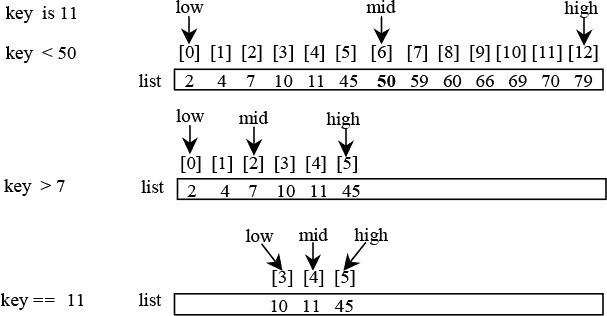 low mid high
key is 11
key < 50 [0] [1] [2] [3] [4] [5] [6] [7] [8] [9] [10] [11] [12]
list 2 4 7 10 11 45 50 59 60 66 69 70 79
low mid high
[0] [1] [2] [3] [4] [5]
key > 7 list 2 4 7 10 11 45
low mid high
[3] [4] [5]
key == 11 list 10 11 45